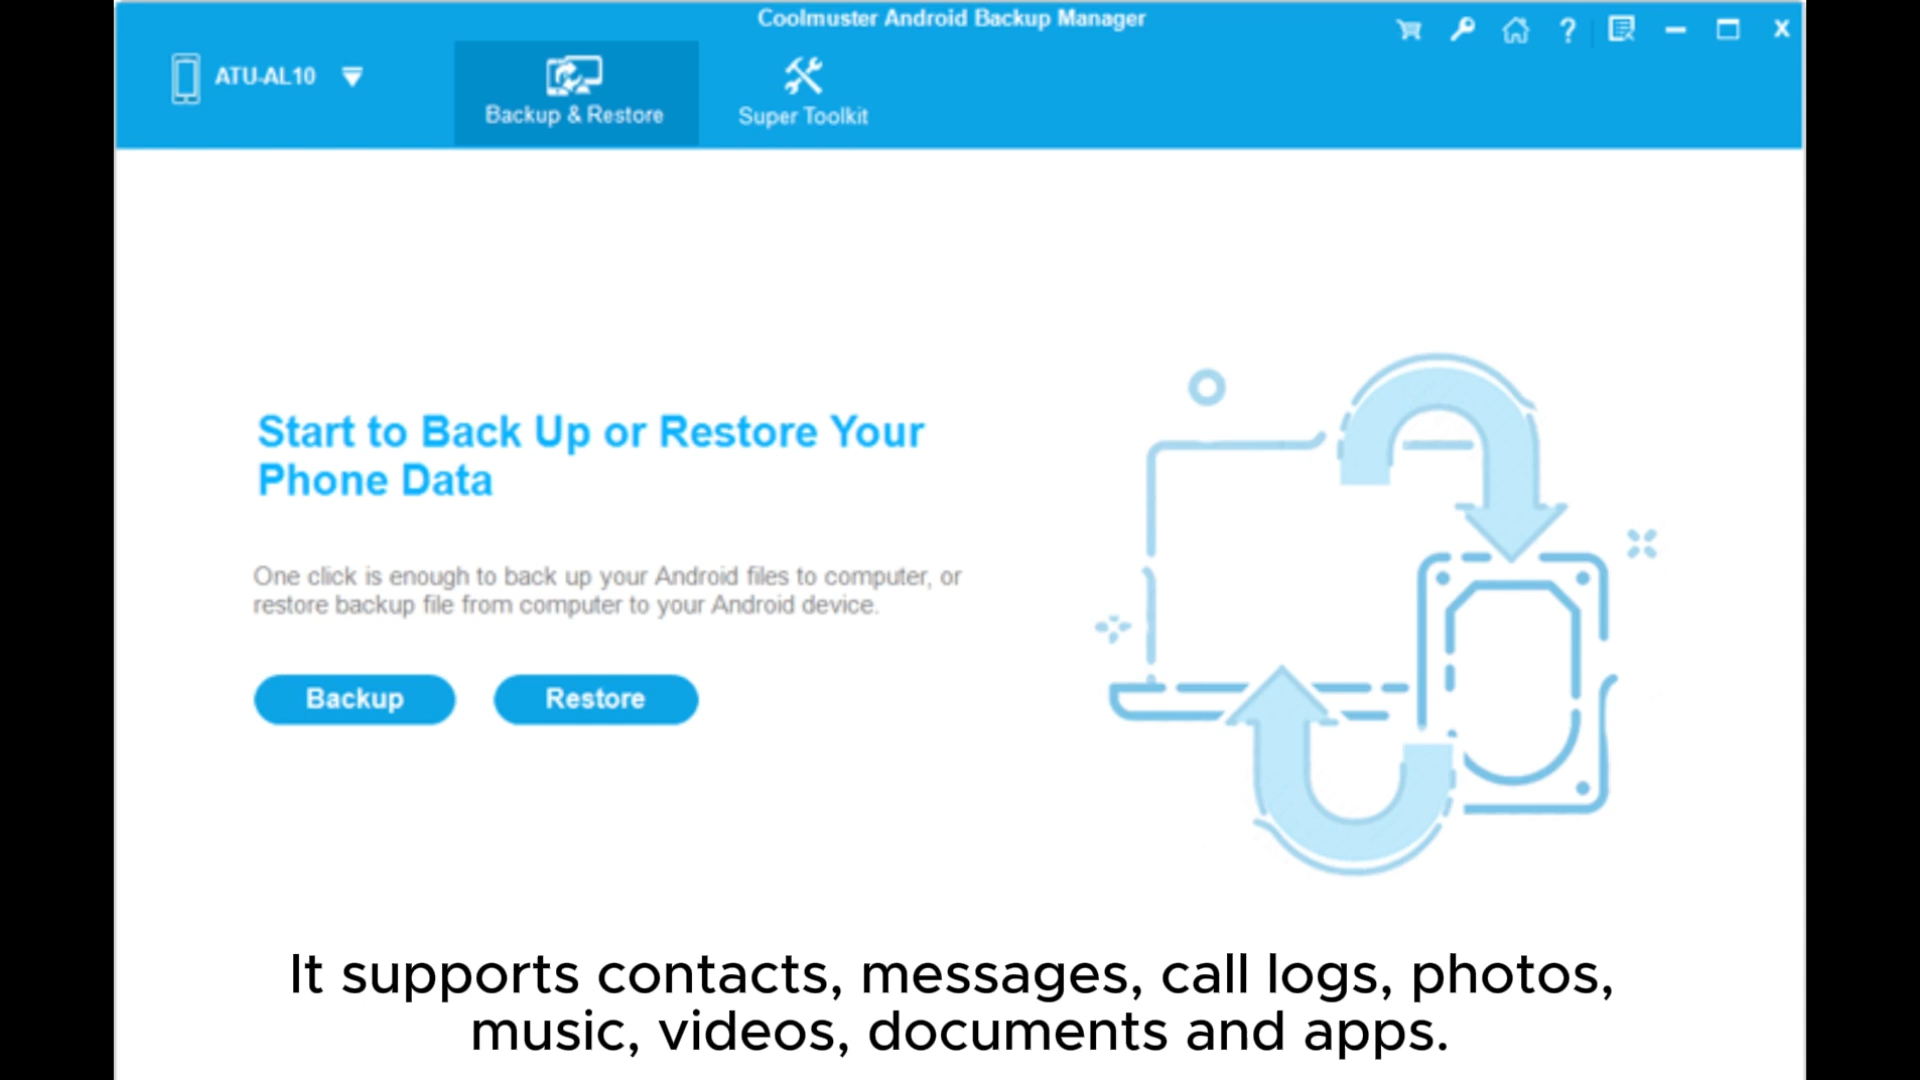 Coolmuster Android Backup Manager
ATU-AL10
Backup & Restore
Super Toolkit
Start to Back Up or Restore Your
Phone Data
One click is enough to back up your Android files to computer, or
restore backup file from computer to your Android device.
Backup
Restore
It supports contacts, messages, call logs, photos,
music, videos, documents and apps.